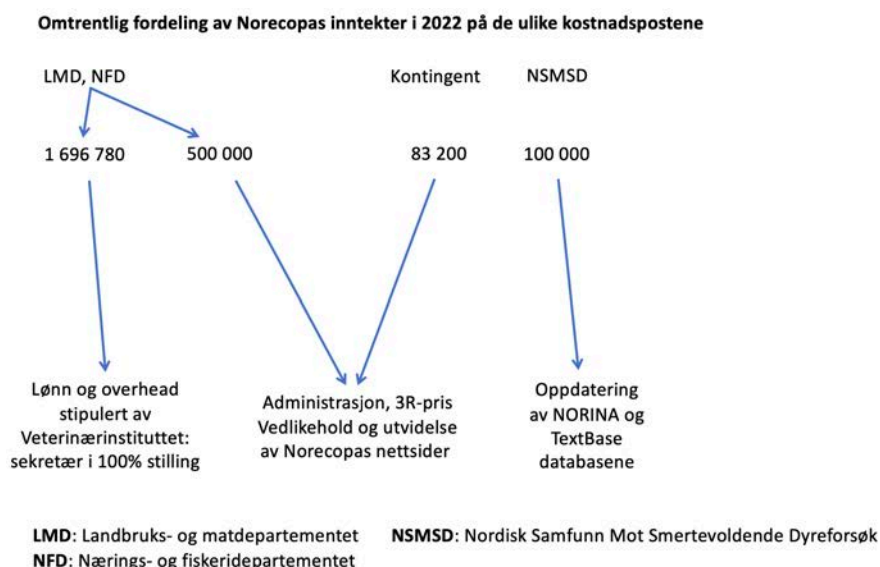 Omtrentlig fordeling av Norecopas inntekter i 2022 på de ulike kostnadspostene
LMD, NFD
Kontingent
NSMSD
1 696 780
500 000
83 200
100 000
Lønn og overhead
stipulert av
Veterinærinstituttet:
sekretær i 100% stilling
Administrasjon, 3R-pris
Vedlikehold og utvidelse
av Norecopas nettsider
Oppdatering
av NORINA og
TextBase
databasene
LMD: Landbruks- og matdepartementet
NSMSD: Nordisk Samfunn Mot Smertevoldende Dyreforsøk
NFD: Nærings- og fiskeridepartementet